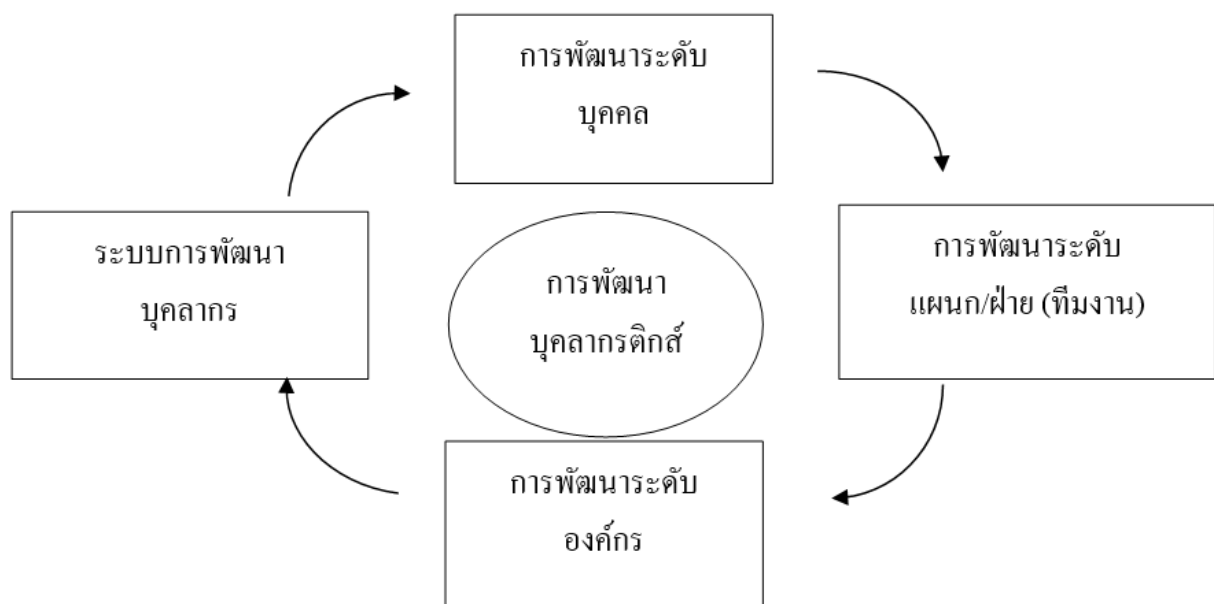 การพัฒนาระดับ
บุคคล
ระบบการพัฒนา
บุคลากร
การพัฒนา
บุคลากรติกส์
การพัฒนาระดับ
แผนก/ฝ่าย (ทีมงาน)
การพัฒนาระดับ
องค์กร